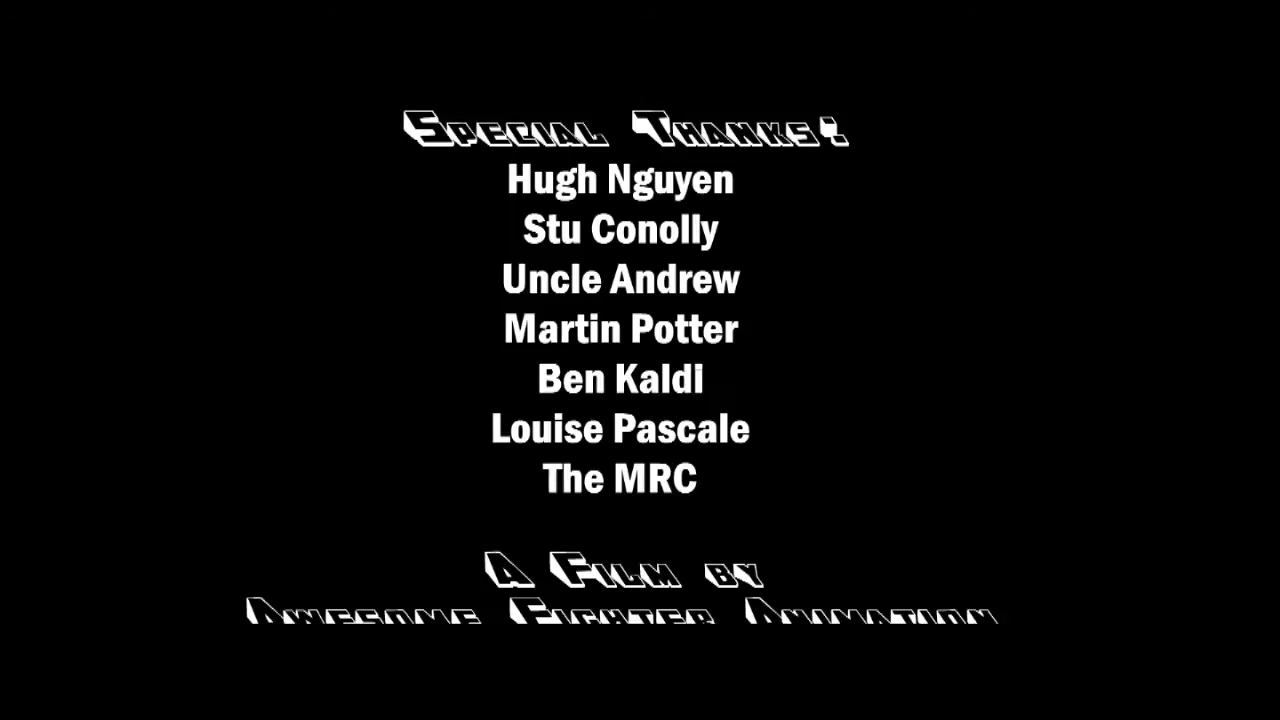 Special Thanks:
Hugh Nguyen
Stu Conolly
Uncle Andrew
Martin Potter
Ben Kaldi
Louise Pascale
The MRC
A Film by
Awesome Fighter Animation